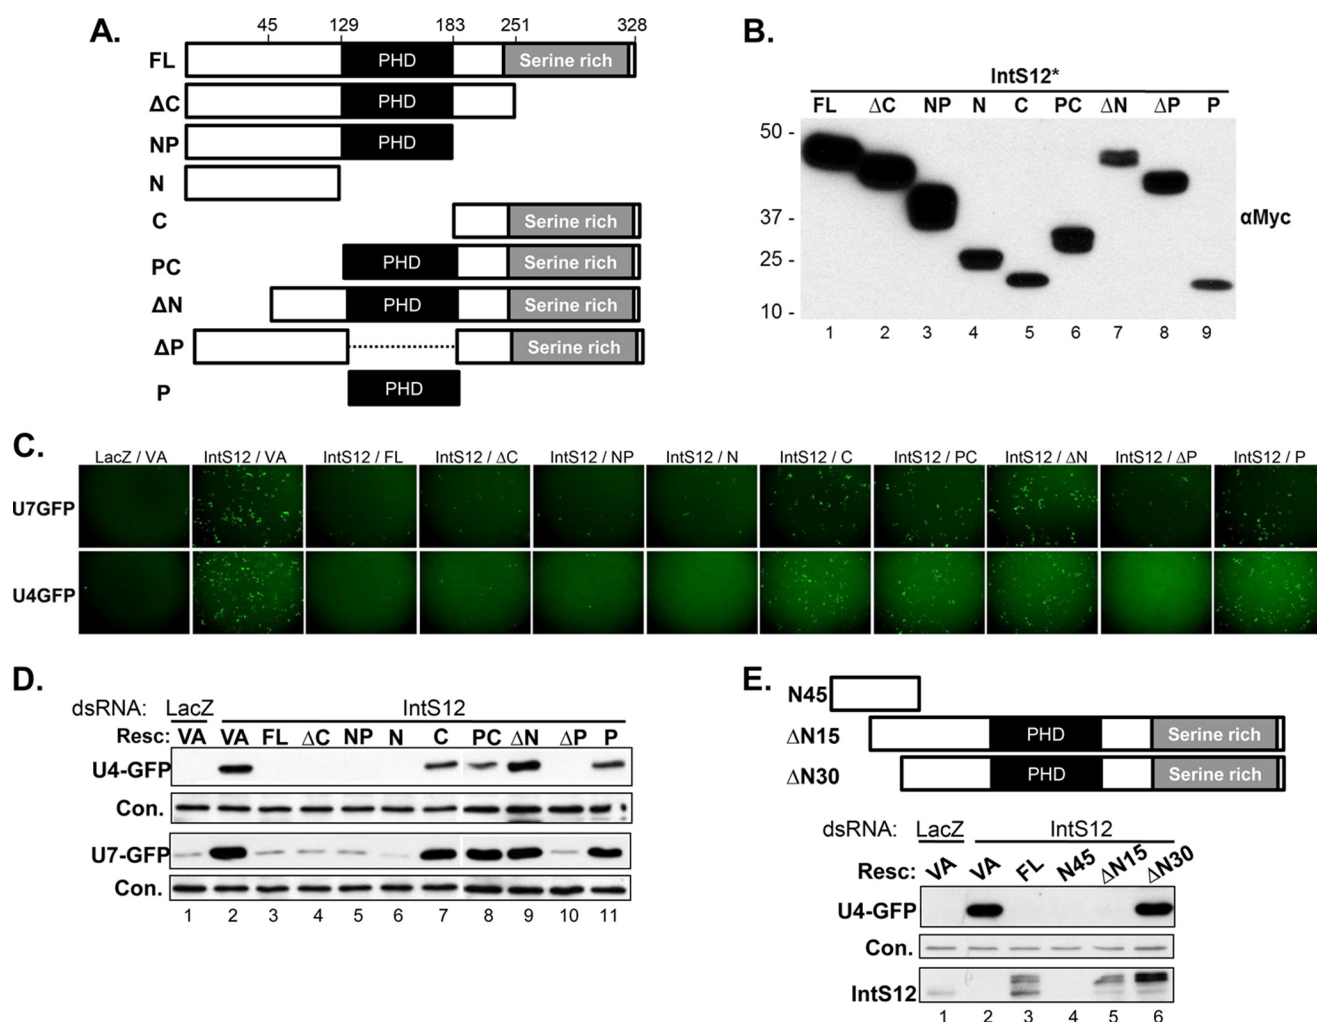 A.
45 129 183 251 328
FL PHD Serine rich
ΔC PHD
NP PHD
N
C Serine rich
PC PHD Serine rich
ΔN PHD Serine rich
ΔP Serine rich
P PHD
B.
IntS12*
FL ΔC NP N C PC ΔN ΔP P
50 -
37 -
25 -
10 -
αMyc
1 2 3 4 5 6 7 8 9
C.
LacZ / VA IntS12 / VA IntS12 / FL IntS12 / ΔC IntS12 / NP IntS12 / N IntS12 / C IntS12 / PC IntS12 / ΔN IntS12 / ΔP IntS12 / P
U7GFP
U4GFP
D.
dsRNA: LacZ IntS12
Resc: VA VA FL ΔC NP N C PC ΔN ΔP P
U4-GFP
Con.
U7-GFP
Con.
1 2 3 4 5 6 7 8 9 10 11
E.
N45
ΔN15 PHD Serine rich
ΔN30 PHD Serine rich
dsRNA: LacZ IntS12
Resc: VA VA FL N45 ΔN15 ΔN30
U4-GFP
Con.
IntS12
1 2 3 4 5 6